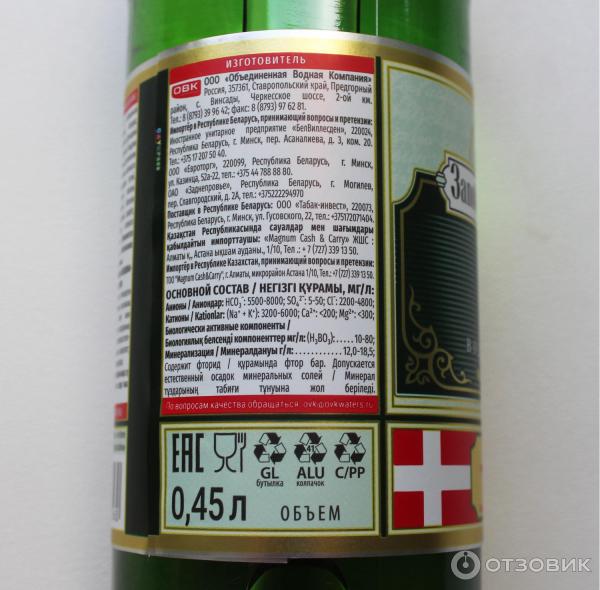 ИЗГОТОВИТЕЛЬ
ОВК ООО «Объединенная Водная Компания»
Россия, 357361, Ставропольский край, Предгорный
район, с. Винсады, Черкесское шоссе, 2-ой км.
Тел.: 8 (8793) 39 96 42; факс: 8 (8793) 97 62 81.
Импортёр в Республике Беларусь, принимающий вопросы и претензии:
Иностранное унитарное предприятие «БелВиллесден», 220024,
Республика Беларусь, г. Минск, пер. Асаналиева, д. 3, ком. 20.
Тел.: +375 17 207 50 40.
ООО «Евроторг», 220099, Республика Беларусь, г. Минск,
ул. Казинца, 52а-22, тел.: +375 44 788 88 80.
ОАО «Заднепровье», Республика Беларусь, г. Могилев,
пер. Славгородский, д. 2А, тел.: +375222294970
Поставщик в Республику Беларусь: ООО «Табак-инвест», 220073,
Республика Беларусь, г. Минск, ул. Гусовского, 22, тел.: +375172071404.
Қазақстан Республикасында сауалдар мен шағымдары
қабылдайтын импорттаушы: «Magnum Cash & Carry» ЖШС :
Алматы қ., Астана ықшам ауданы., 1/10, Тел.: + 7 (727) 339 13 50.
Импортёр в Республике Казахстан, принимающий вопросы и претензии:
ТОО "Magnum Cash&Carry", г. Алматы, микрорайон Астана 1/10, Тел.: +7 (727) 339 13 50.
ОСНОВНОЙ СОСТАВ / НЕГІЗГІ ҚҰРАМЫ, МГ/Л:
Анионы / Аниондар: HCO₃⁻: 5500-8000; SO₄²⁻: 5-50; Cl⁻: 2200-4800;
Катионы / Kationlar: (Na⁺ + K⁺): 3200-6000; Ca²⁺: <200; Mg²⁺: <300;
Биологически активные компоненты /
Биологиялық белсенді компоненттер мг/л: (H₃BO₃): 10-80;
Минерализация / Минералдануы г/л: 12,0-18,5;
Содержит фторид / құрамында фтор бар. Допускается
естественный осадок минеральных солей / Минерал
тұздарының табиғи тұнуына жол беріледі.
По вопросам качества обращаться: ovk@ovkwaters.ru
EAC
GL
бутылка
41
ALU
колпачок
C/PP
0,45 л ОБЪЕМ
ОТЗОВИК